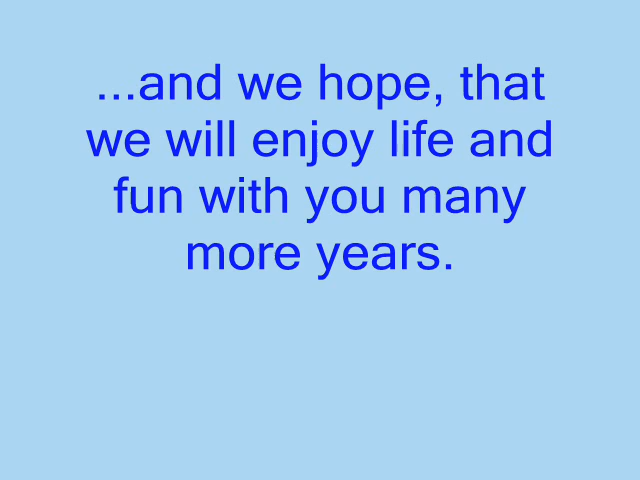 ...and we hope, that
we will enjoy life and
fun with you many
more years.